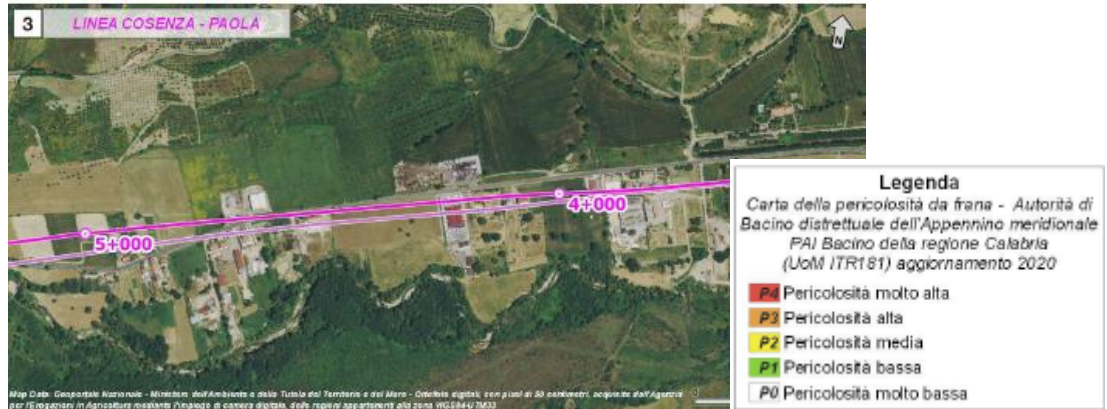 3 LINEA COSENZA - PAOLA
N
4+000
5+000
Legenda
Carta della pericolosità da frana - Autorità di
Bacino distrettuale dell'Appennino meridionale
PAI Bacino della regione Calabria
(UoM ITR181) aggiornamento 2020
P4 Pericolosità molto alta
P3 Pericolosità alta
P2 Pericolosità media
P1 Pericolosità bassa
P0 Pericolosità molto bassa
Map Data: Geoportale Nazionale - Ministero dell'Ambiente e della Tutela del Territorio e del Mare - Ortofoto digitali, con pixel di 50 centimetri, acquisite dall'Agenzia
per l'Erogazioni in Agricoltura mediante l'impiego di camera digitale, delle regioni appartenenti alla zona WGS84-UTM33